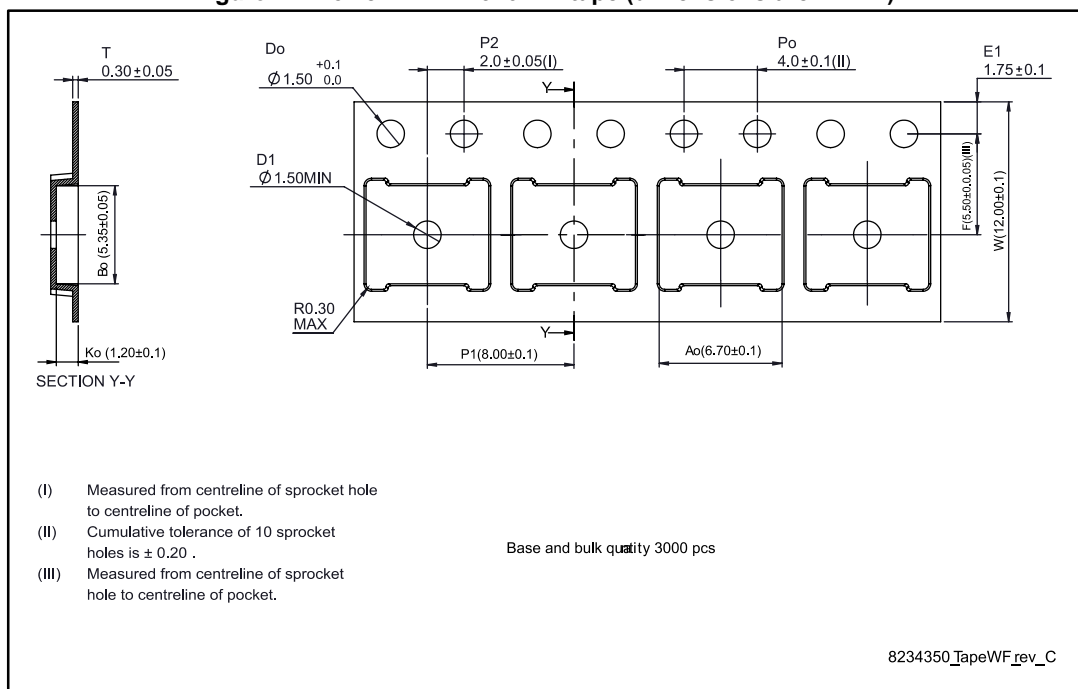 T
0.30±0.05
Do
Ø 1.50 +0.1 0.0
P2
2.0±0.05(I)
Po
4.0±0.1(II)
E1
1.75±0.1
Y
D1
Ø 1.50MIN
Bo (5.35±0.05)
F(5.50±0.0.05)(III)
W(12.00±0.1)
R0.30
MAX
Y
Ko (1.20±0.1)
P1(8.00±0.1)
Ao(6.70±0.1)
SECTION Y-Y
(I) Measured from centreline of sprocket hole
to centreline of pocket.
(II) Cumulative tolerance of 10 sprocket
holes is ± 0.20 .
(III) Measured from centreline of sprocket
hole to centreline of pocket.
Base and bulk quantity 3000 pcs
8234350_TapeWF_rev_C